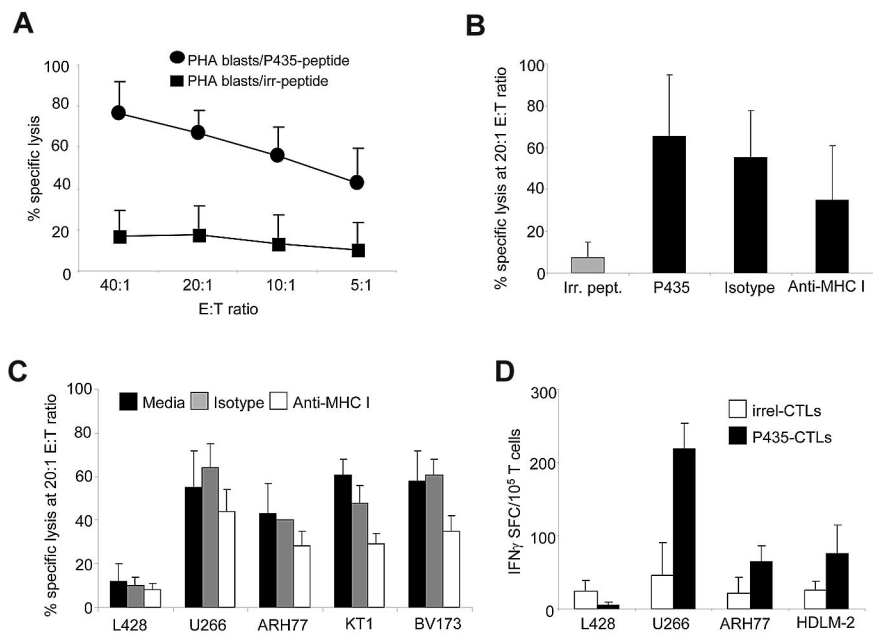 A
PHA blasts/P435-peptide
PHA blasts/irr-peptide
% specific lysis
100
80
60
40
20
0
40:1
20:1
10:1
5:1
E:T ratio
B
% specific lysis at 20:1 E:T ratio
100
80
60
40
20
0
Irr. pept.
P435
Isotype
Anti-MHC I
C
Media
Isotype
Anti-MHC I
% specific lysis at 20:1 E:T ratio
100
80
60
40
20
0
L428
U266
ARH77
KT1
BV173
D
irrel-CTLs
P435-CTLs
IFNγ SFC/10⁵ T cells
300
200
100
0
L428
U266
ARH77
HDLM-2